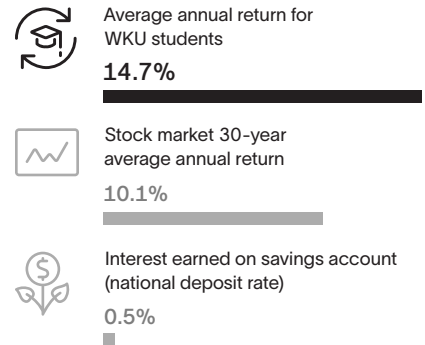 Average annual return for
WKU students
14.7%
Stock market 30-year
average annual return
10.1%
$
Interest earned on savings account
(national deposit rate)
0.5%